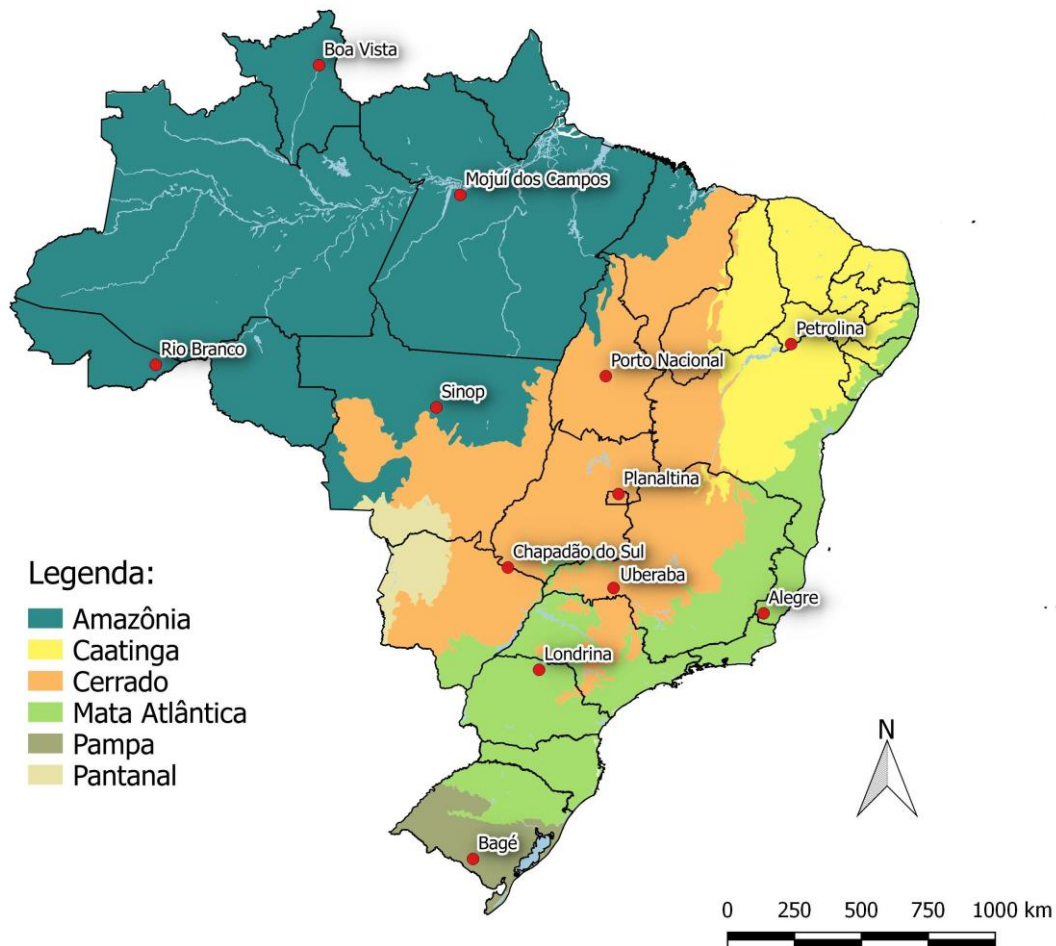 Boa Vista
Mojuí dos Campos
Petrolina
Rio Branco
Porto Nacional
Sinop
Planaltina
Chapadão do Sul
Uberaba
Alegre
Londrina
Bagé
Legenda:
Amazônia
Caatinga
Cerrado
Mata Atlântica
Pampa
Pantanal
N
0 250 500 750 1000 km